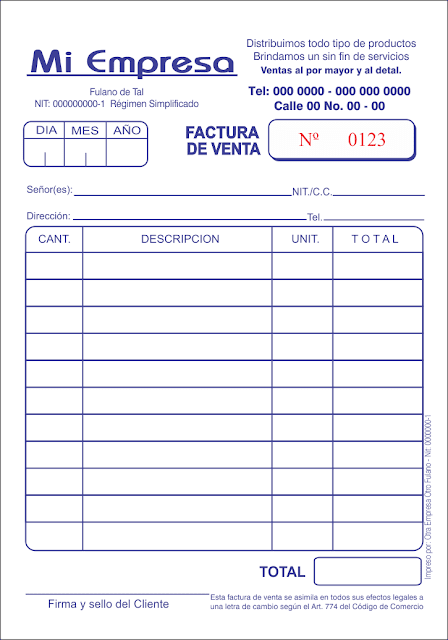 Mi Empresa
Fulano de Tal
NIT: 000000000-1 Régimen Simplificado
Distribuimos todo tipo de productos
Brindamos un sin fin de servicios
Ventas al por mayor y al detal.
Tel: 000 0000 - 000 000 0000
Calle 00 No. 00 - 00
DIA MES AÑO
FACTURA
DE VENTA
Nº 0123
Señor(es): NIT./C.C.
Dirección: Tel.
CANT. DESCRIPCION UNIT. TOTAL
Impreso por: Otra Empresa Otro Fulano - Nit: 0000000-1
TOTAL
Firma y sello del Cliente
Esta factura de venta se asimila en todos sus efectos legales a
una letra de cambio según el Art. 774 del Código de Comercio